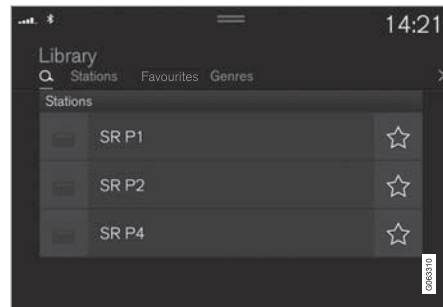 14:21
Library
Stations Favourites Genres
Stations
SR P1
SR P2
SR P4
G063310